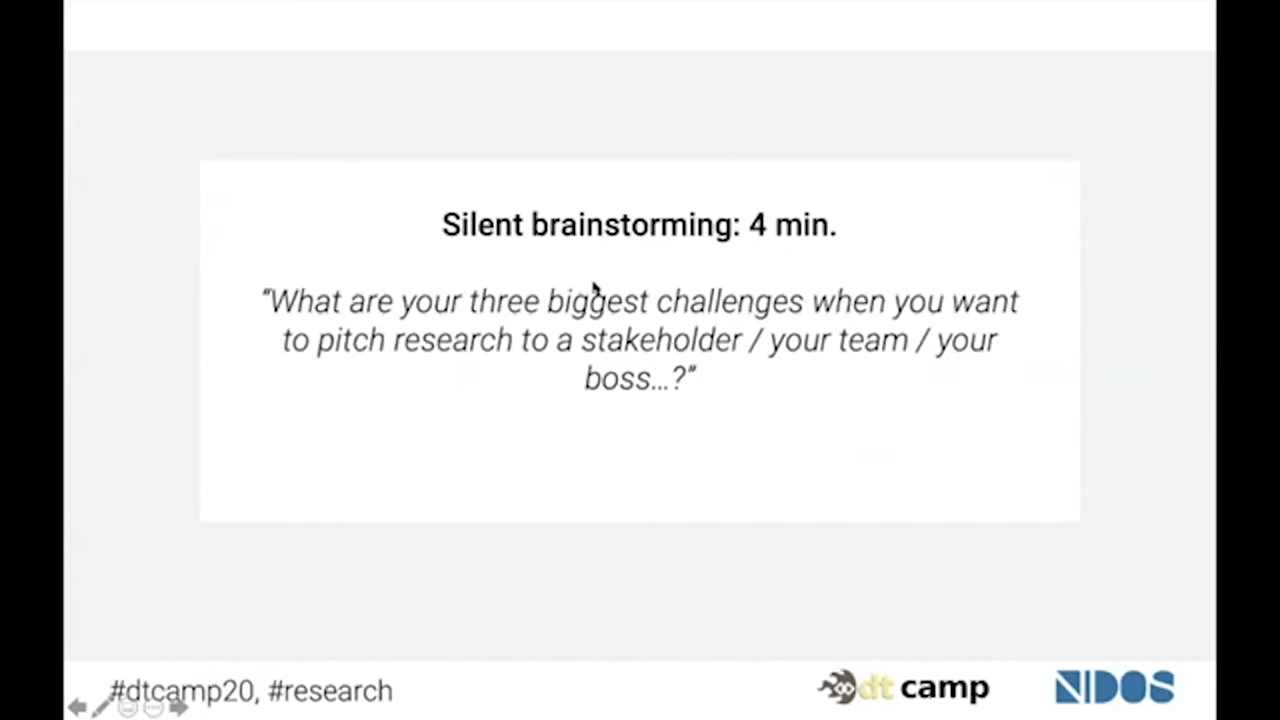 Silent brainstorming: 4 min.
"What are your three biggest challenges when you want
to pitch research to a stakeholder / your team / your
boss...?"
#dtcamp20, #research
dt camp
NIDOS